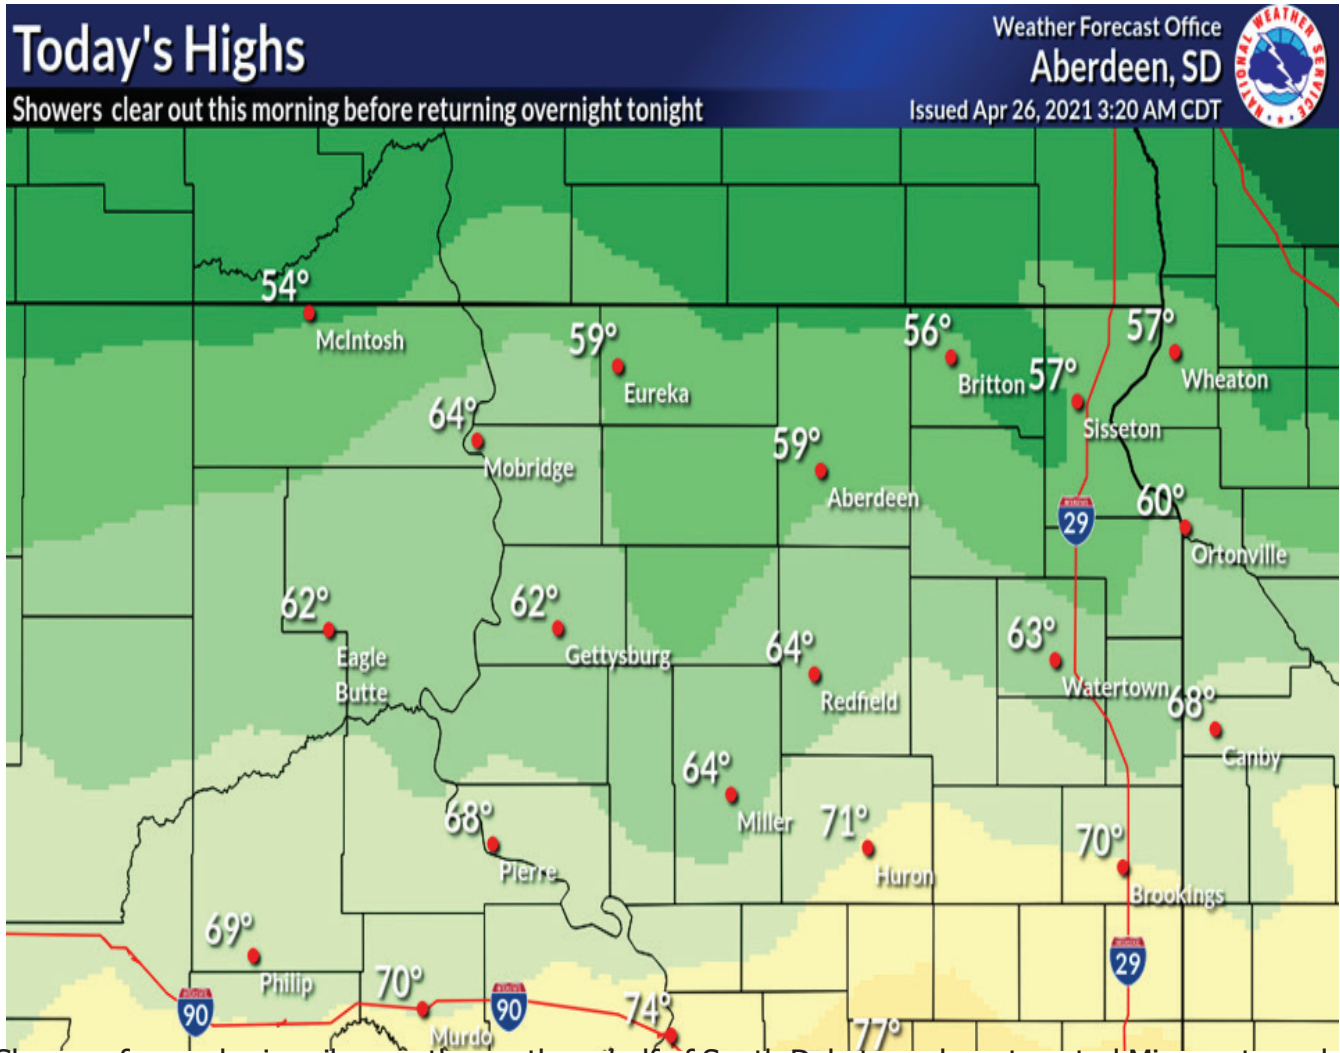 Today's Highs
Showers clear out this morning before returning overnight tonight
Weather Forecast Office
Aberdeen, SD
Issued Apr 26, 2021 3:20 AM CDT
NATIONAL WEATHER SERVICE
54°
McIntosh
59°
Eureka
56°
Britton
57°
Sisseton
57°
Wheaton
64°
Mobridge
59°
Aberdeen
29
60°
Ortonville
62°
Eagle
Butte
62°
Gettysburg
64°
Redfield
63°
Watertown
68°
Canby
64°
Miller
68°
Pierre
71°
Huron
70°
Brookings
69°
Philip
90
70°
Murdo
90
74°
77°
29